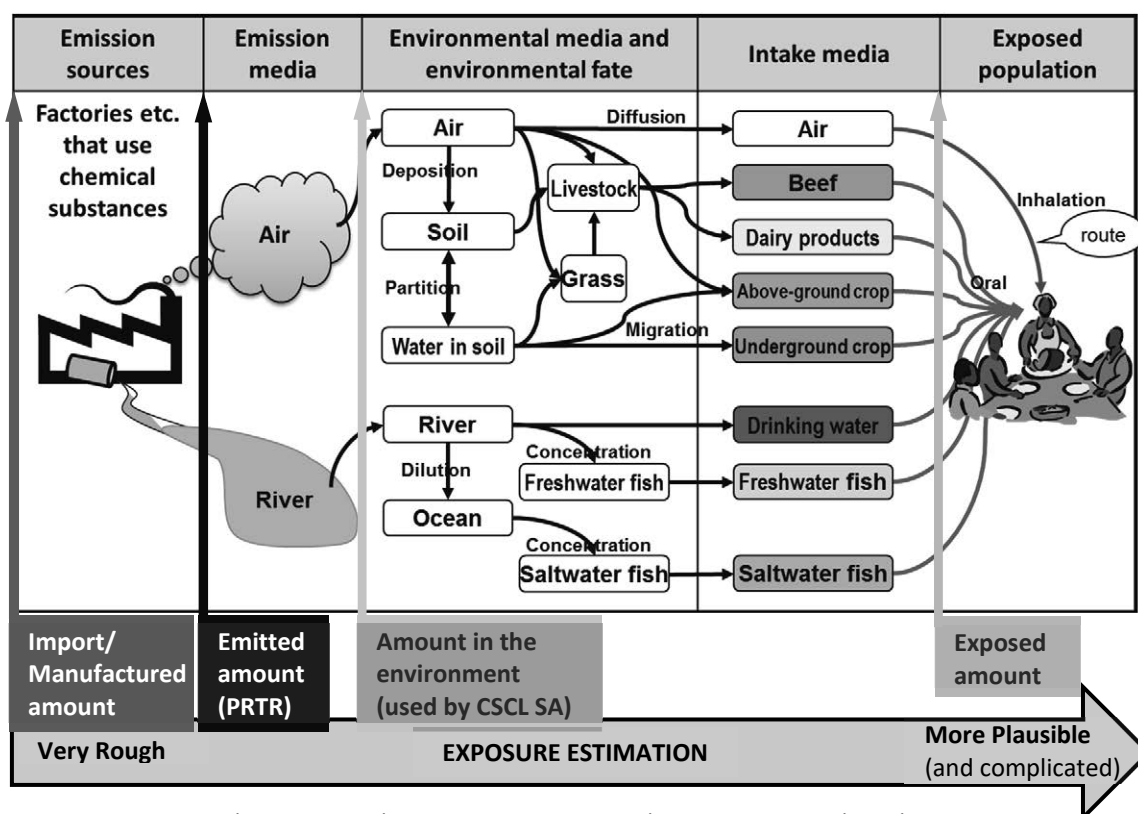 Emission
sources
Emission
media
Environmental media and
environmental fate
Intake media
Exposed
population
Factories etc.
that use
chemical
substances
Air
River
Air
Deposition
Soil
Partition
Water in soil
Diffusion
Livestock
Grass
Migration
River
Dilution
Ocean
Concentration
Freshwater fish
Concentration
Saltwater fish
Air
Beef
Dairy products
Above-ground crop
Underground crop
Drinking water
Freshwater fish
Saltwater fish
Inhalation
route
Oral
Import/
Manufactured
amount
Emitted
amount
(PRTR)
Amount in the
environment
(used by CSCL SA)
Exposed
amount
Very Rough
EXPOSURE ESTIMATION
More Plausible
(and complicated)